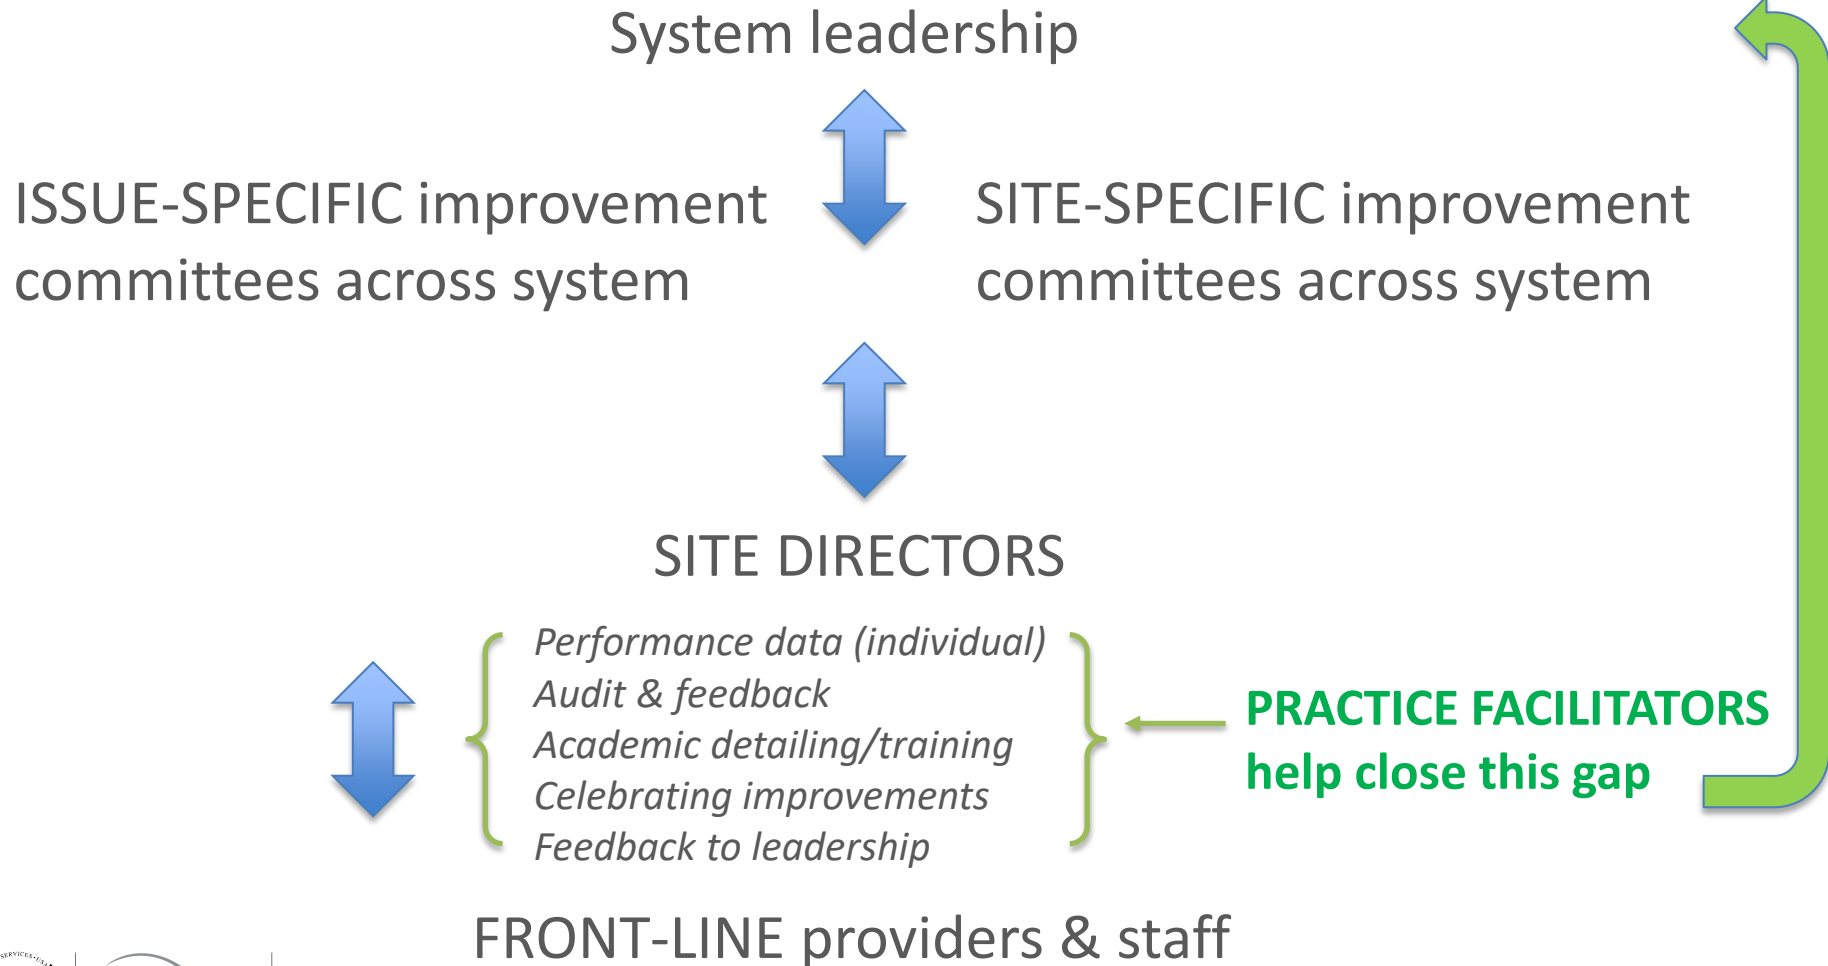 System leadership
ISSUE-SPECIFIC improvement
committees across system
SITE-SPECIFIC improvement
committees across system
SITE DIRECTORS
Performance data (individual)
Audit & feedback
Academic detailing/training
Celebrating improvements
Feedback to leadership
PRACTICE FACILITATORS
help close this gap
FRONT-LINE providers & staff
SERVICES•USA